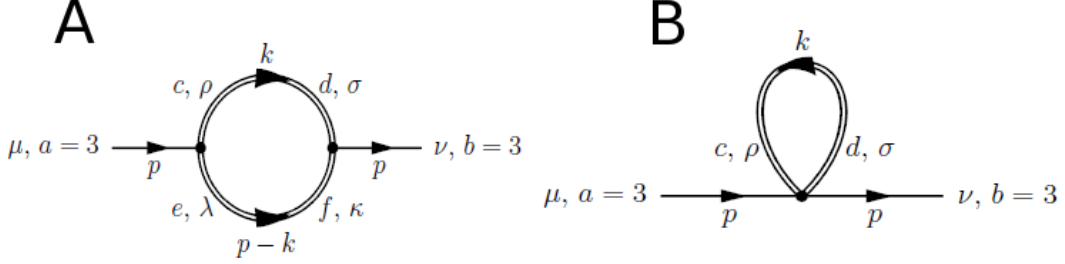 A
k
c, ρ
d, σ
μ, a = 3
p
p
ν, b = 3
e, λ
f, κ
p − k
B
k
c, ρ
d, σ
μ, a = 3
p
p
ν, b = 3